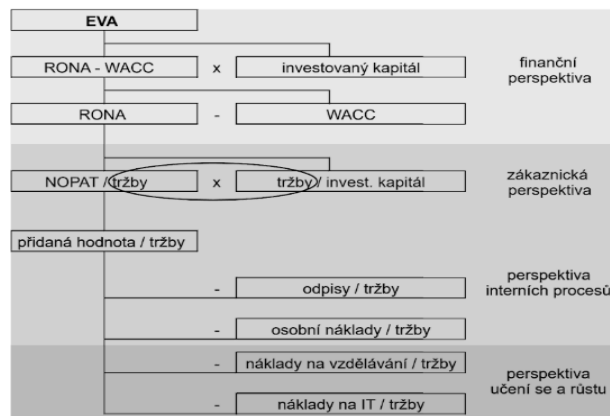 EVA
RONA - WACC x investovaný kapitál
finanční
perspektiva
RONA - WACC
NOPAT / tržby x tržby / invest. kapitál
zákaznická
perspektiva
přidaná hodnota / tržby
- odpisy / tržby
perspektiva
interních procesů
- osobní náklady / tržby
- náklady na vzdělávání / tržby
perspektiva
učení se a růstu
- náklady na IT / tržby